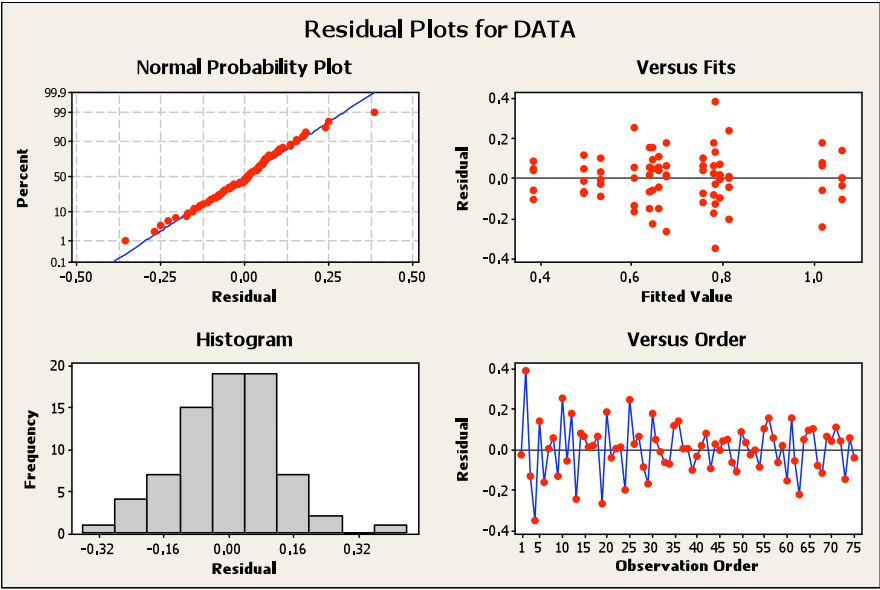 Residual Plots for DATA
Normal Probability Plot
99.9
99
90
50
10
1
0.1
Percent
-0.50 -0.25 0.00 0.25 0.50
Residual
Versus Fits
0.4
0.2
0.0
-0.2
-0.4
Residual
0.4 0.6 0.8 1.0
Fitted Value
Histogram
20
15
10
5
0
Frequency
-0.32 -0.16 0.00 0.16 0.32
Residual
Versus Order
0.4
0.2
0.0
-0.2
-0.4
Residual
1 5 10 15 20 25 30 35 40 45 50 55 60 65 70 75
Observation Order